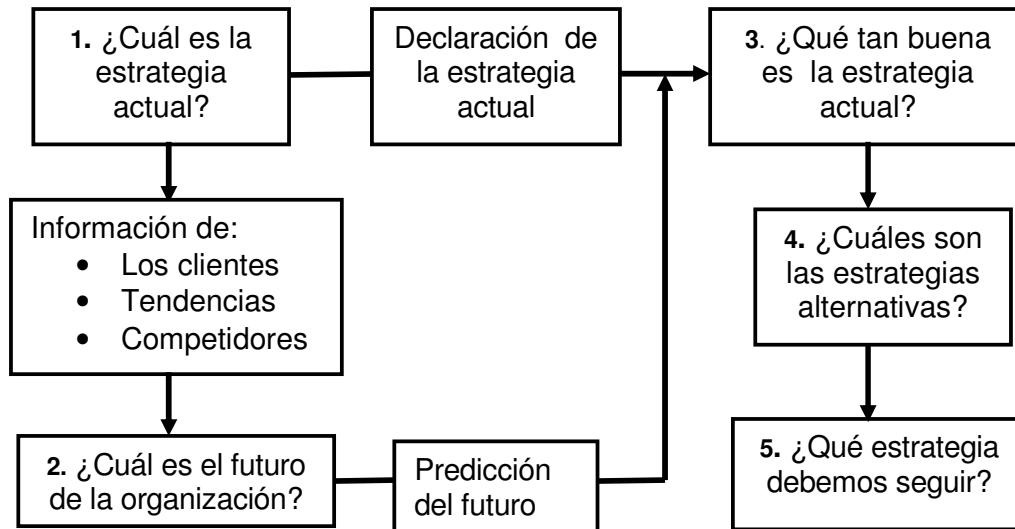 1. ¿Cuál es la
estrategia
actual?
Declaración de
la estrategia
actual
3. ¿Qué tan buena
es la estrategia
actual?
Información de:
• Los clientes
• Tendencias
• Competidores
4. ¿Cuáles son
las estrategias
alternativas?
2. ¿Cuál es el futuro
de la organización?
Predicción
del futuro
5. ¿Qué estrategia
debemos seguir?